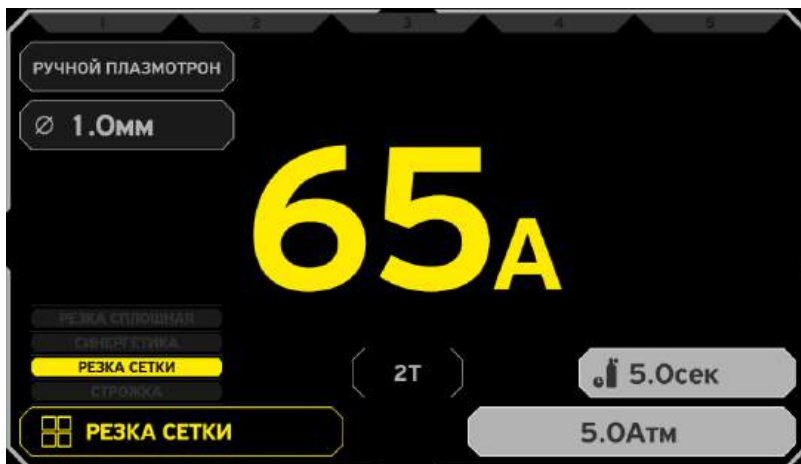 1 2 3 4 5
РУЧНОЙ ПЛАЗМОТРОН
Ø 1.0мм
65А
РЕЗКА СПЛОШНАЯ
СИНЕРГЕТИКА
РЕЗКА СЕТКИ
СТРОЖКА
2Т
5.0сек
РЕЗКА СЕТКИ
5.0Атм